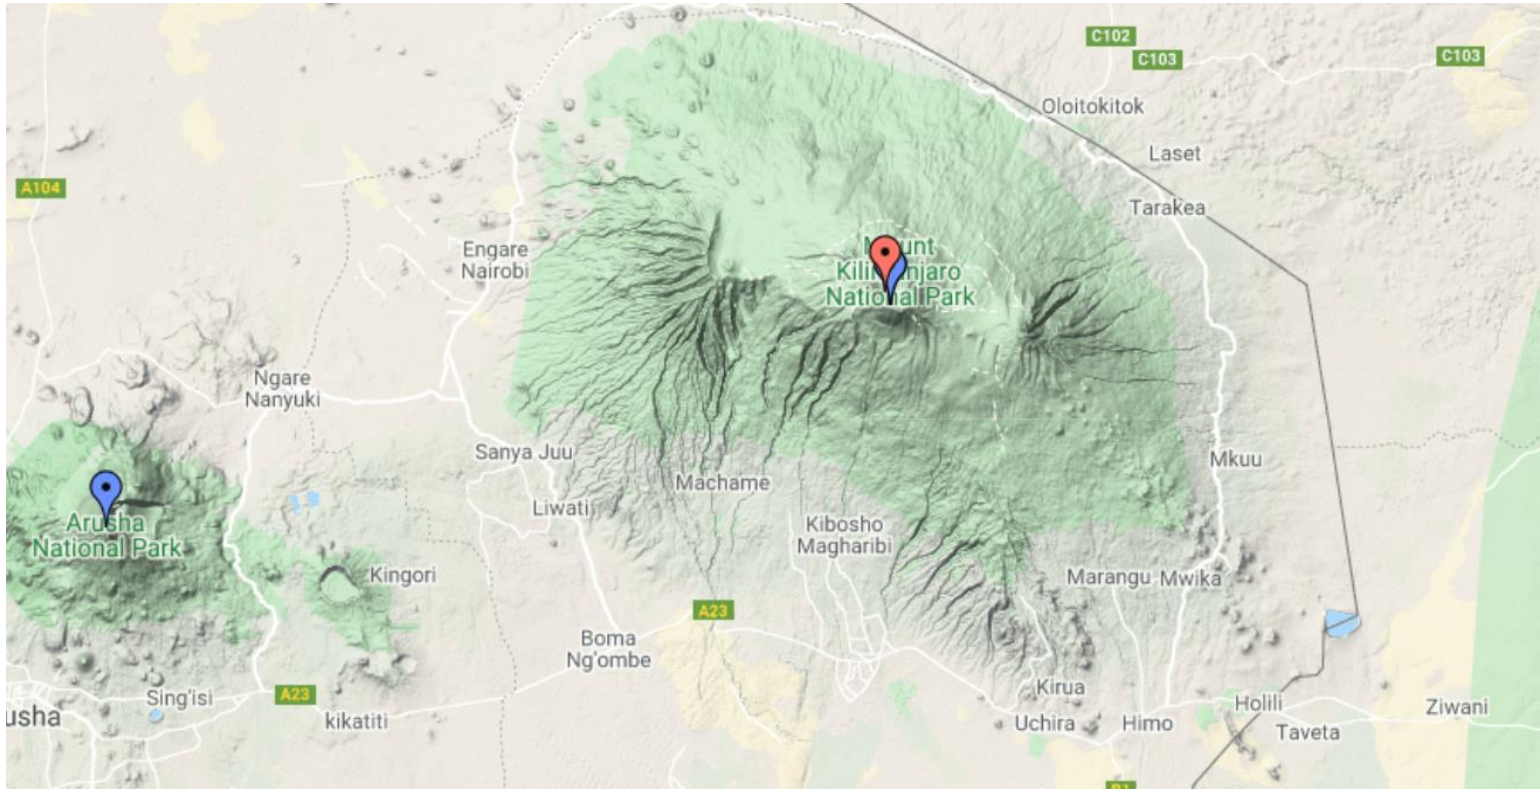 C102
C103
C103
Oloitokitok
Laset
A104
Tarakea
Engare
Nairobi
Mount
Kilimanjaro
National Park
Ngare
Nanyuki
Sanya Juu
Mkuu
Machame
Liwati
Arusha
National Park
Kibosho
Magharibi
Kingori
Marangu
Mwika
A23
Boma
Ng'ombe
Kirua
Sing'isi
A23
kikatiti
usha
Uchira
Himo
Holili
Taveta
Ziwani